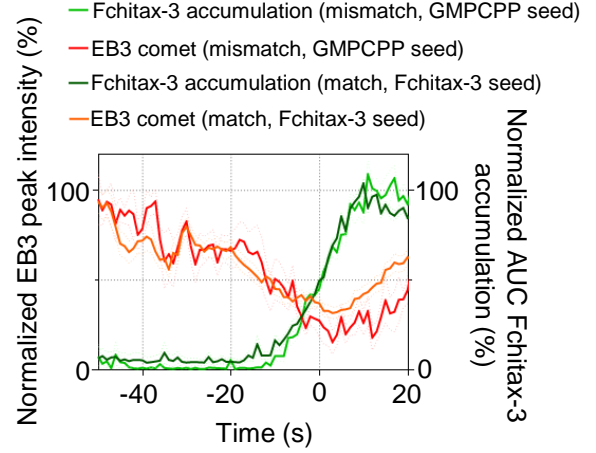 Fchitax-3 accumulation (mismatch, GMPCPP seed)
EB3 comet (mismatch, GMPCPP seed)
Fchitax-3 accumulation (match, Fchitax-3 seed)
EB3 comet (match, Fchitax-3 seed)
Normalized EB3 peak intensity (%)
100
0
100
0
Normalized AUC Fchitax-3
accumulation (%)
-40 -20 0 20
Time (s)